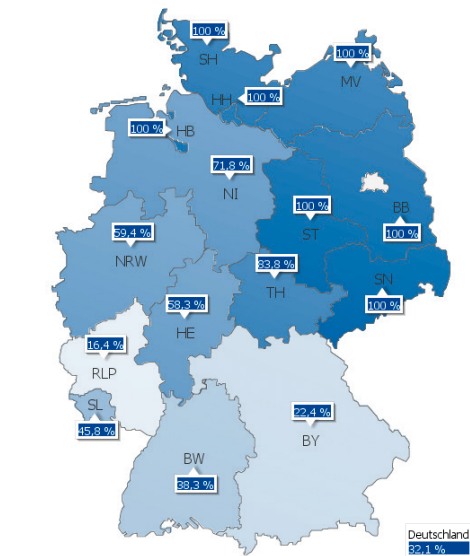 100 %
SH
100 %
MV
HH
100 %
100 %
HB
71,8 %
NI
100 %
ST
BB
100 %
59,4 %
NRW
83,8 %
TH
SN
100 %
58,3 %
HE
16,4 %
RLP
SL
45,8 %
22,4 %
BY
BW
38,3 %
Deutschland
32,1 %